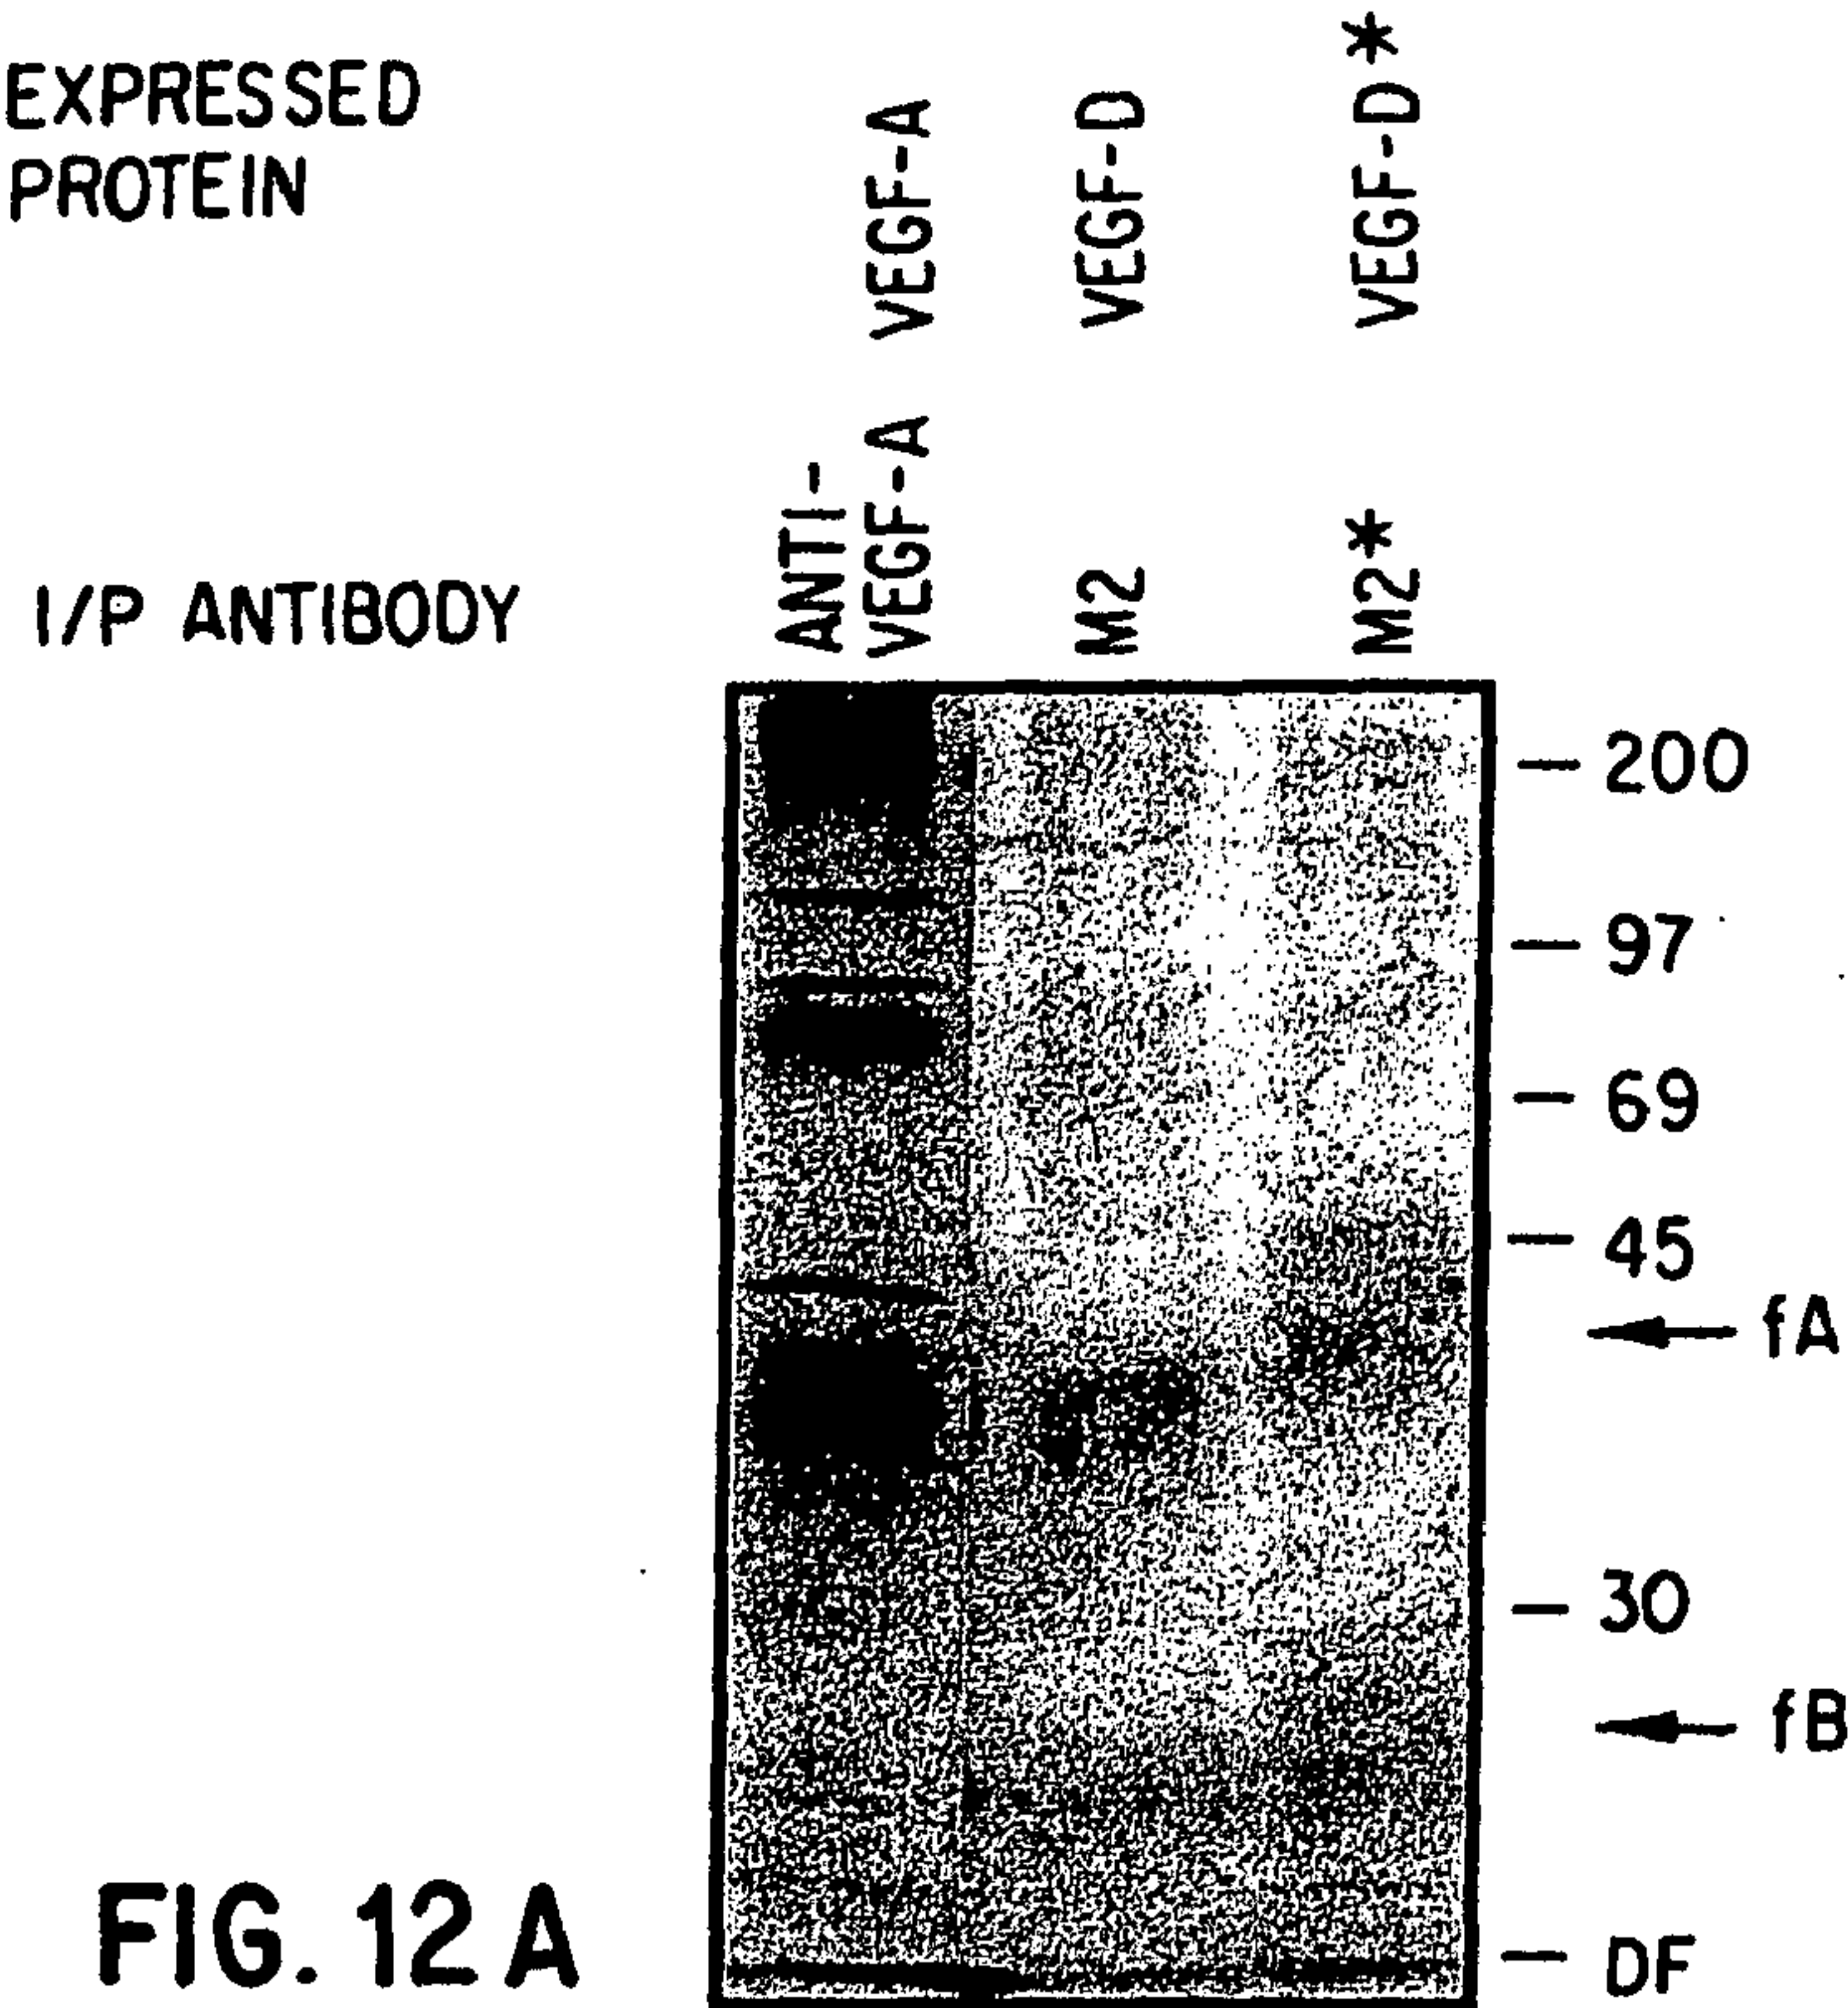 EXPRESSED
PROTEIN
VEGF-A
VEGF-D
VEGF-D*
I/P ANTIBODY
ANTI-
VEGF-A
M2
M2*
200
97
69
45
fA
30
fB
DF
FIG. 12A